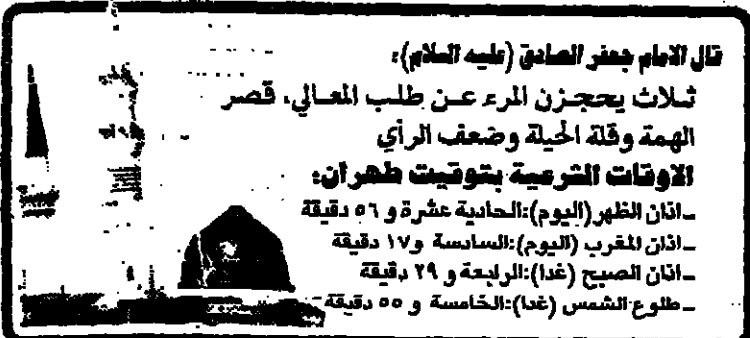 قال الامام جعفر الصادق (عليه السلام):
ثلاث يحجزن المرء عن طلب المعالي، قصر
الهمة وقلة الحيلة وضعف الرأي
الاوقات الشرعية بتوقيت طهران:
ـ اذان الظهر (اليوم): الحادية عشرة و ٥٦ دقيقة
ـ اذان المغرب (اليوم): السادسة و ١٧ دقيقة
ـ اذان الصبح (غدا): الرابعة و ٢٩ دقيقة
ـ طلوع الشمس (غدا): الخامسة و ٥٥ دقيقة